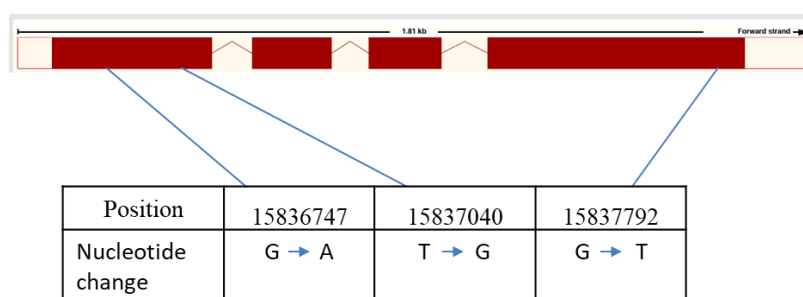 1.81 kb Forward strand
Position 15836747 15837040 15837792
Nucleotide G → A T → G G → T
change